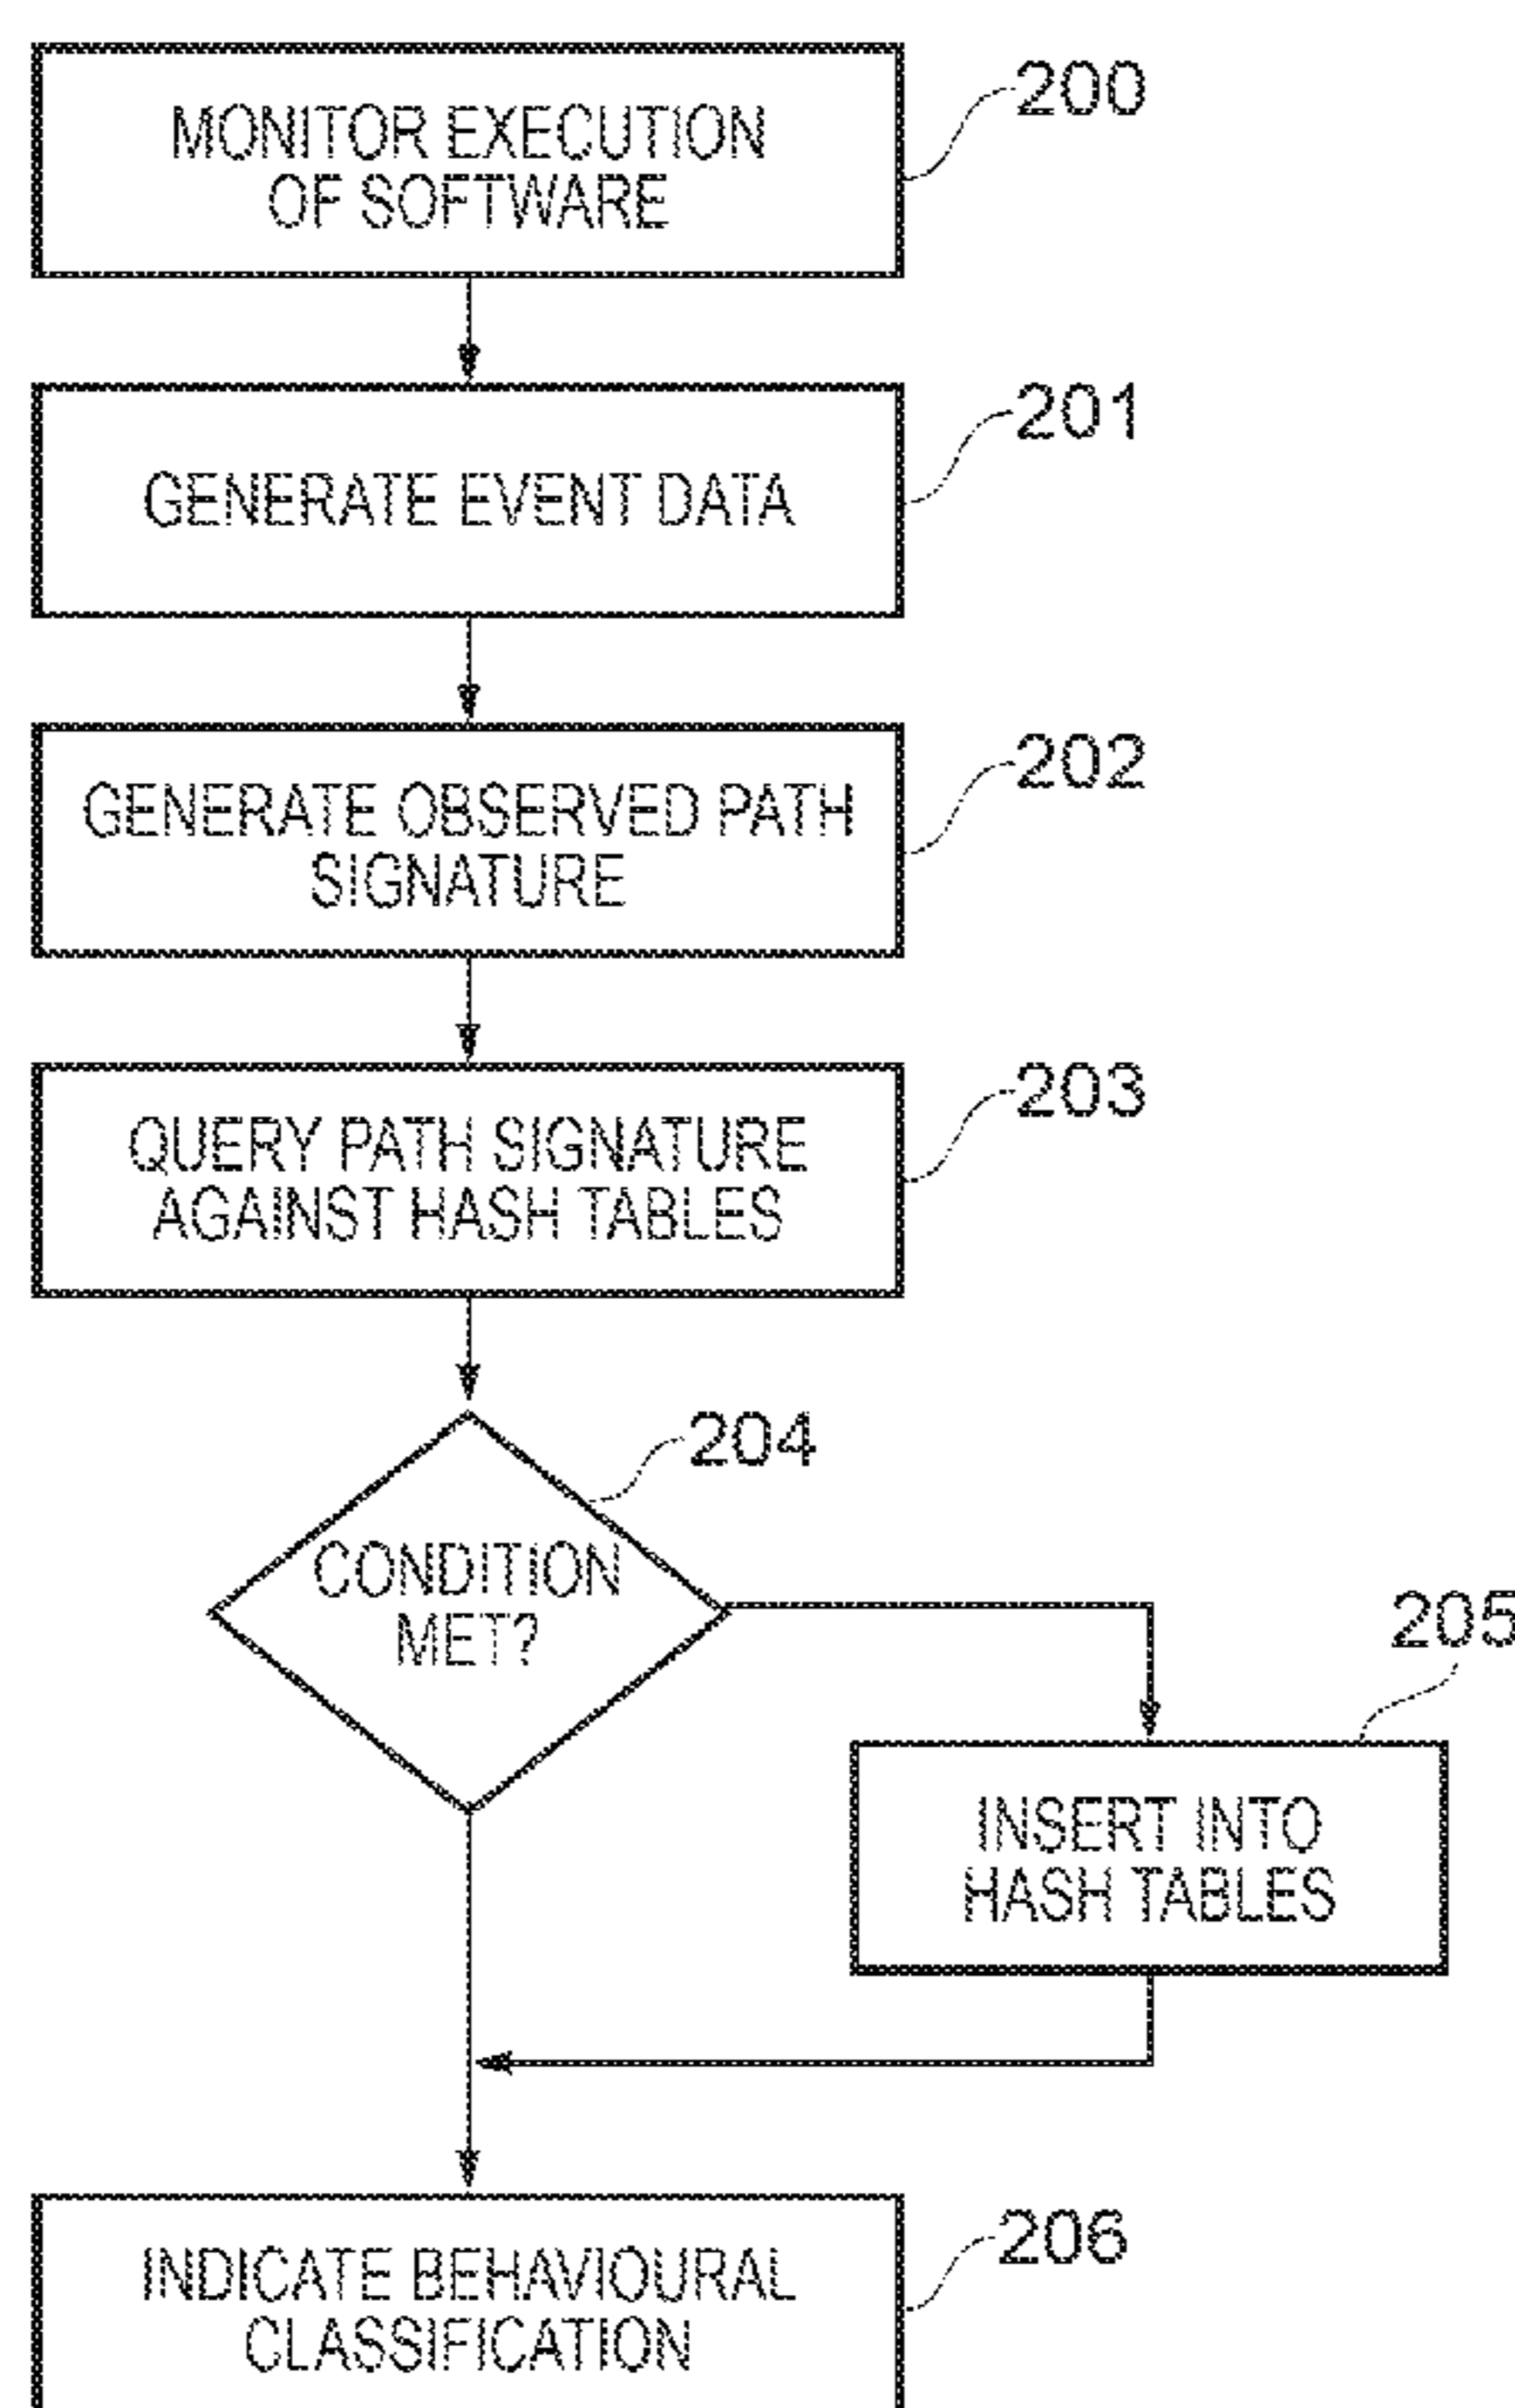 MONITOR EXECUTION
OF SOFTWARE
200
GENERATE EVENT DATA
201
GENERATE OBSERVED PATH
SIGNATURE
202
QUERY PATH SIGNATURE
AGAINST HASH TABLES
203
204
CONDITION
MET?
205
INSERT INTO
HASH TABLES
INDICATE BEHAVIOURAL
CLASSIFICATION
206